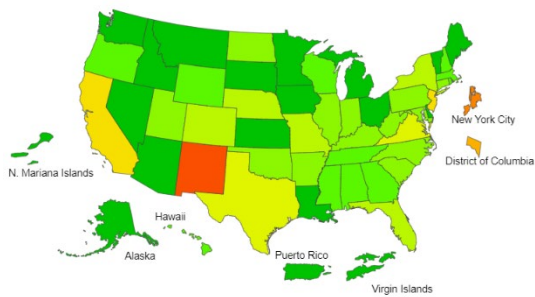 New York City
District of Columbia
N. Mariana Islands
Hawaii
Alaska
Puerto Rico
Virgin Islands